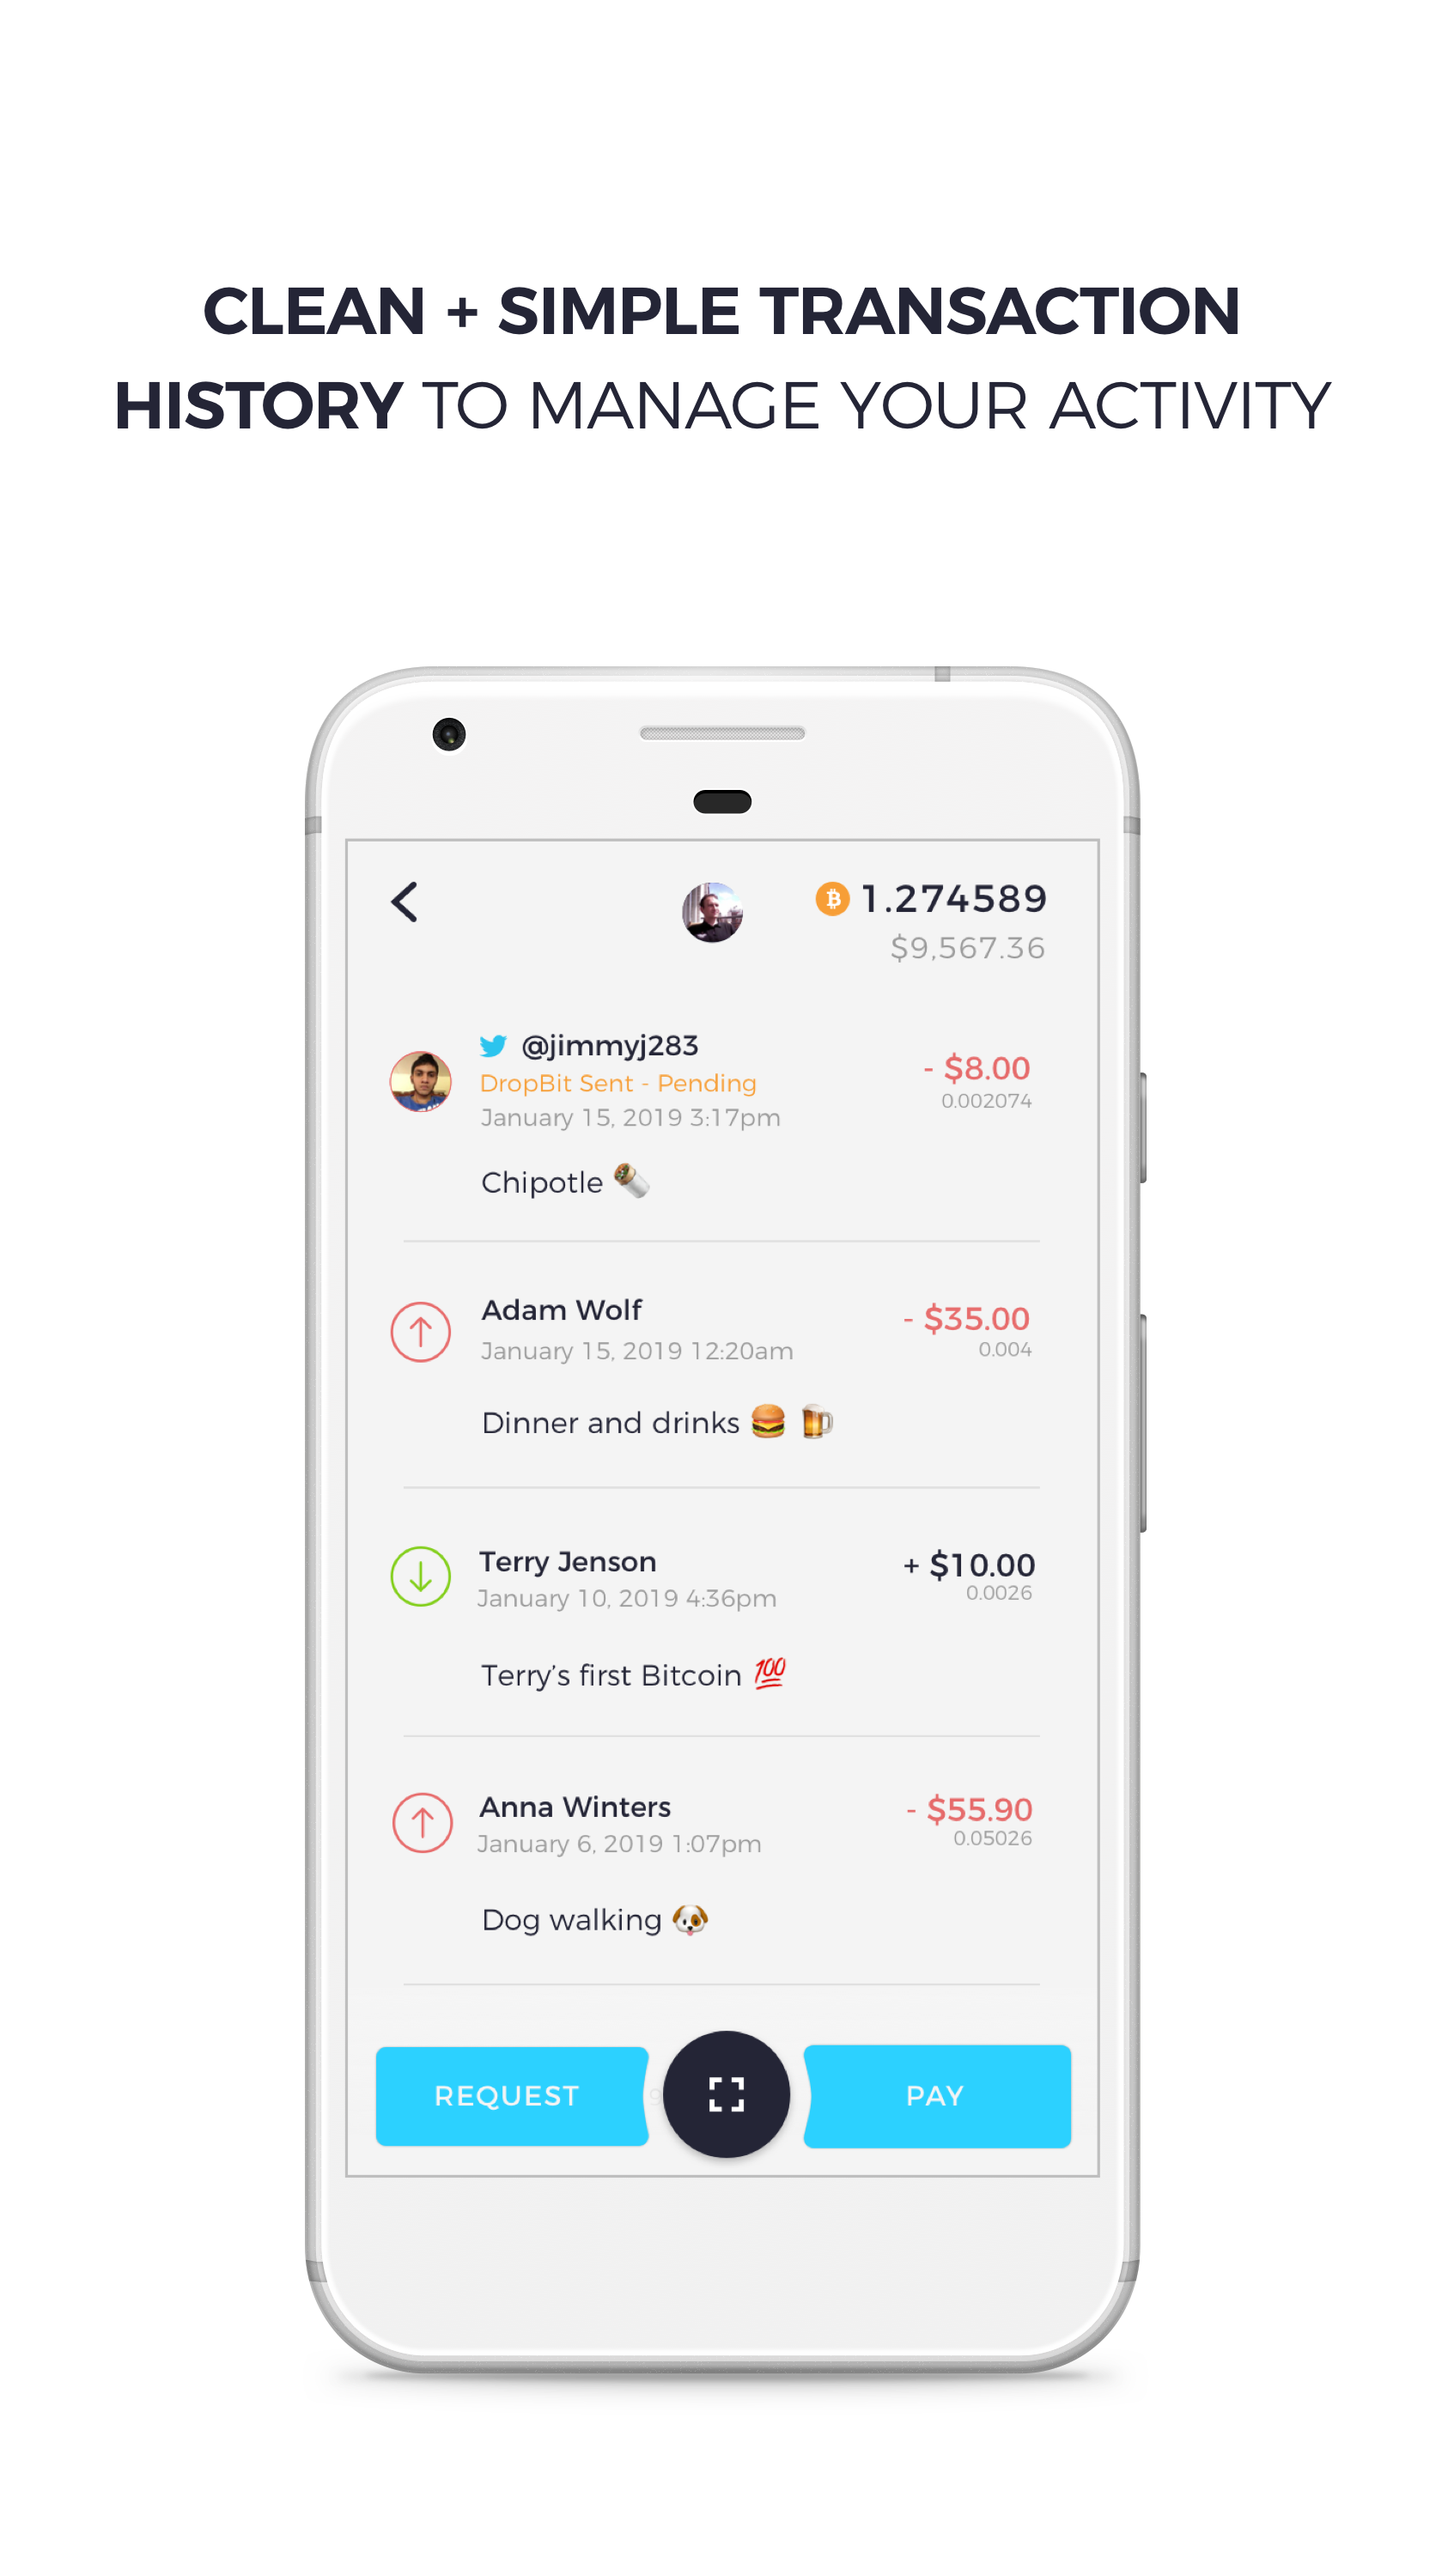 CLEAN + SIMPLE TRANSACTION
HISTORY TO MANAGE YOUR ACTIVITY
1.274589
$9,567.36
@jimmyj283
DropBit Sent - Pending
January 15, 2019 3:17pm
- $8.00
0.002074
Chipotle
Adam Wolf
January 15, 2019 12:20am
- $35.00
0.004
Dinner and drinks
Terry Jenson
January 10, 2019 4:36pm
+ $10.00
0.0026
Terry’s first Bitcoin 💯
Anna Winters
January 6, 2019 1:07pm
- $55.90
0.05026
Dog walking
REQUEST
PAY